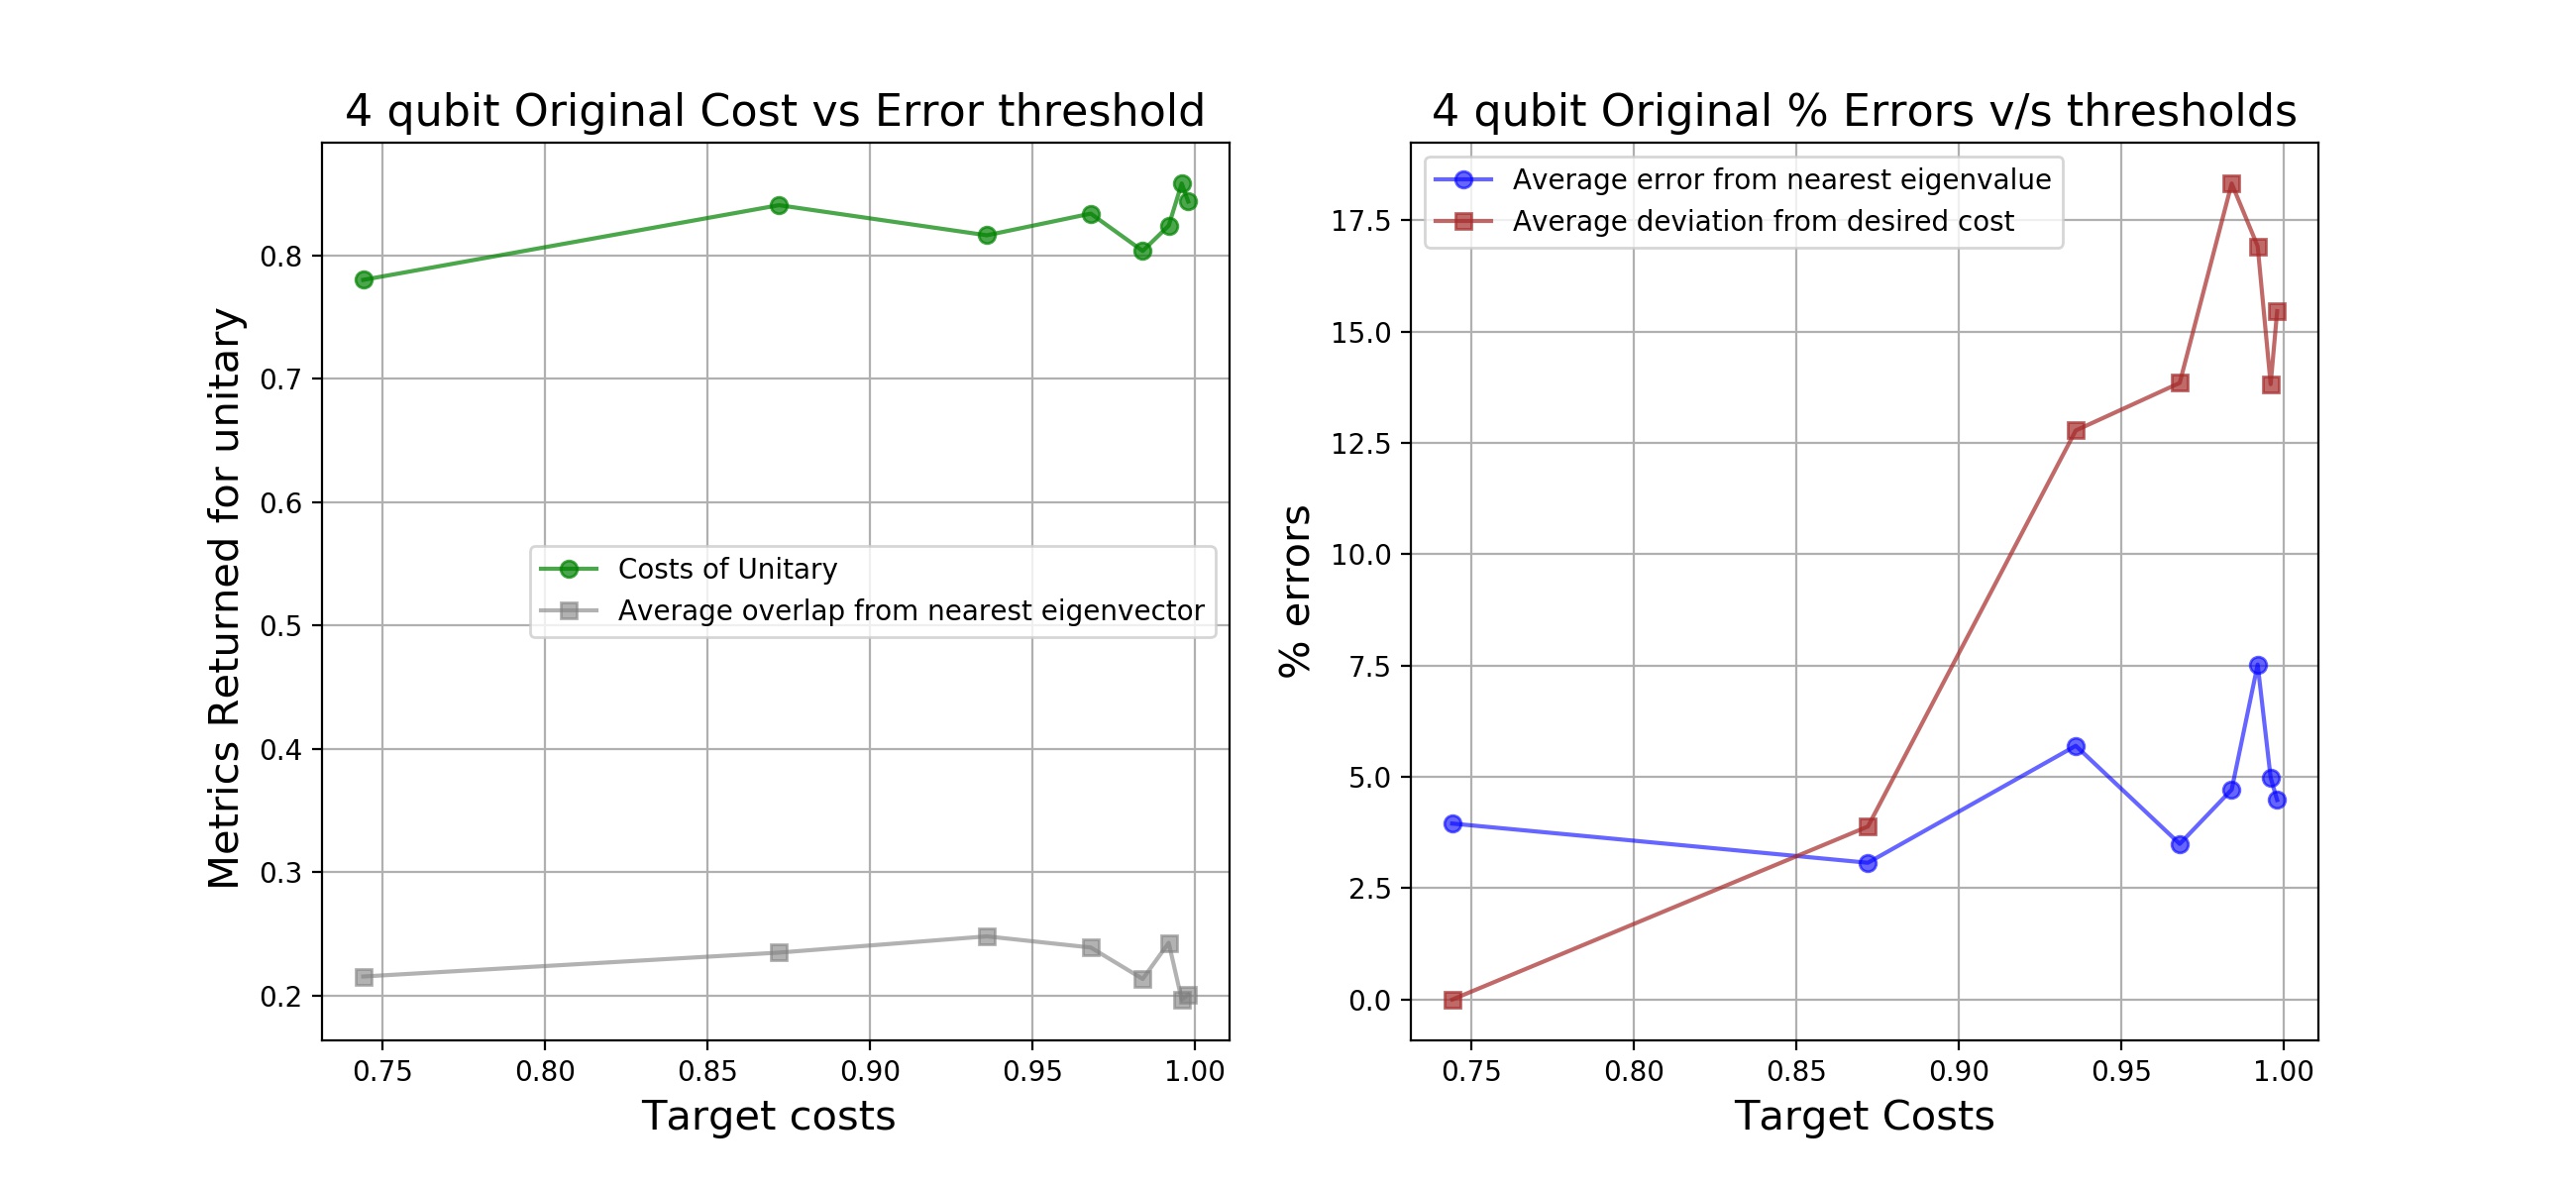 4 qubit Original Cost vs Error threshold
Metrics Returned for unitary
0.8
0.7
0.6
0.5
0.4
0.3
0.2
Costs of Unitary
Average overlap from nearest eigenvector
0.75 0.80 0.85 0.90 0.95 1.00
Target costs
4 qubit Original % Errors v/s thresholds
% errors
Average error from nearest eigenvalue
Average deviation from desired cost
17.5
15.0
12.5
10.0
7.5
5.0
2.5
0.0
0.75 0.80 0.85 0.90 0.95 1.00
Target Costs